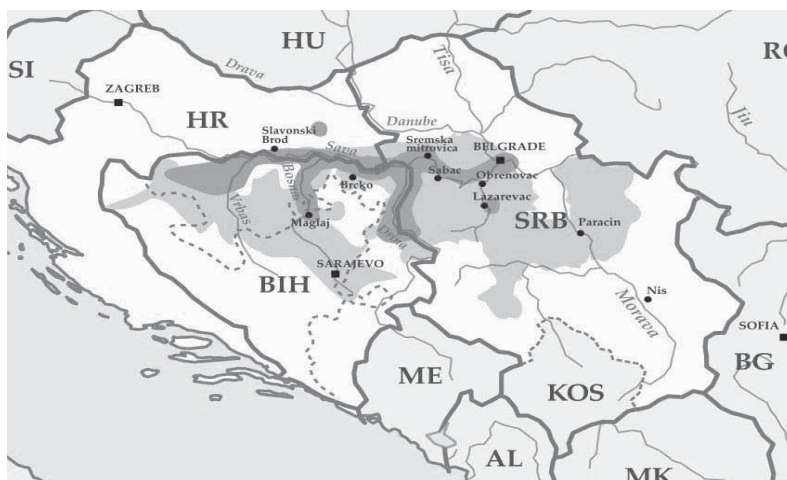 HU
RO
SI
Drava
Tisa
ZAGREB
Jiu
HR
Danube
Slavonski
Brod
Sava
Sremska
mitrovica
BELGRADE
Sabac
Obrenovac
Bosna
Brcko
Vrbas
Lazarevac
SRB
Maglaj
Drina
Paracin
SARAJEVO
BIH
Nis
Morava
SOFIA
BG
ME
KOS
AL
MK